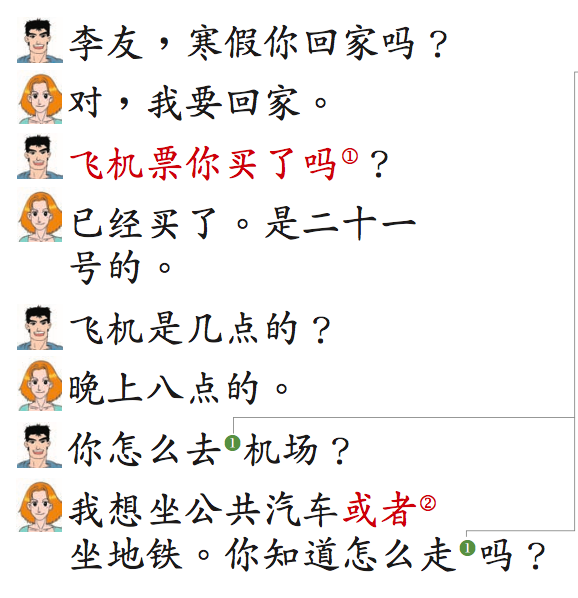 李友，寒假你回家吗？
对，我要回家。
飞机票你买了吗①？
已经买了。是二十一
号的。
飞机是几点的？
晚上八点的。
你怎么去❶机场？
我想坐公共汽车或者②
坐地铁。你知道怎么走❶吗？